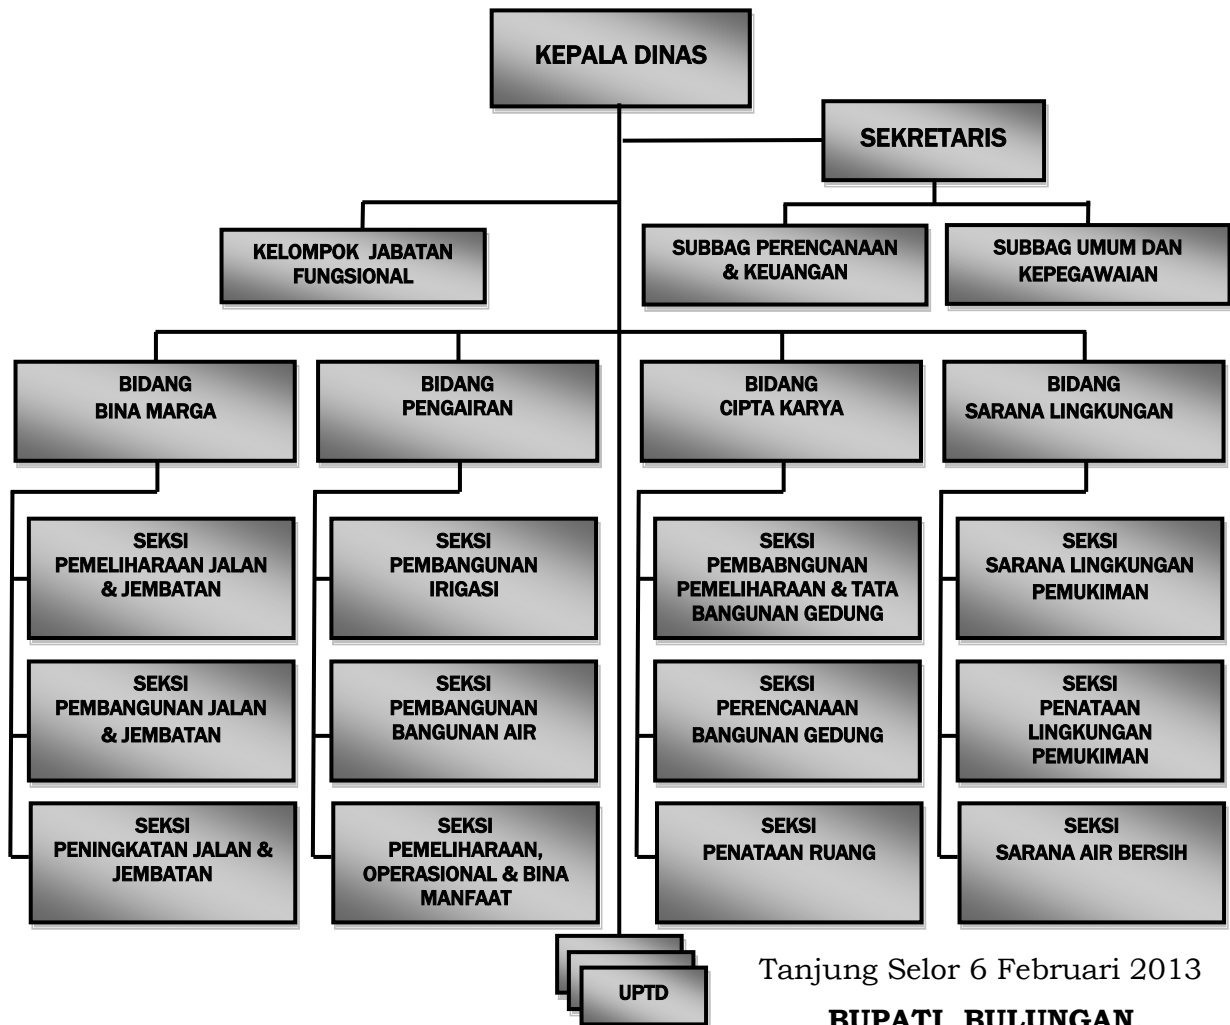 KEPALA DINAS
SEKRETARIS
KELOMPOK JABATAN
FUNGSIONAL
SUBBAG PERENCANAAN
& KEUANGAN
SUBBAG UMUM DAN
KEPEGAWAIAN
BIDANG
BINA MARGA
BIDANG
PENGAIRAN
BIDANG
CIPTA KARYA
BIDANG
SARANA LINGKUNGAN
SEKSI
PEMELIHARAAN JALAN
& JEMBATAN
SEKSI
PEMBANGUNAN
IRIGASI
SEKSI
PEMBABNGUNAN
PEMELIHARAAN & TATA
BANGUNAN GEDUNG
SEKSI
SARANA LINGKUNGAN
PEMUKIMAN
SEKSI
PEMBANGUNAN JALAN
& JEMBATAN
SEKSI
PEMBANGUNAN
BANGUNAN AIR
SEKSI
PERENCANAAN
BANGUNAN GEDUNG
SEKSI
PENATAAN
LINGKUNGAN
PEMUKIMAN
SEKSI
PENINGKATAN JALAN &
JEMBATAN
SEKSI
PEMELIHARAAN,
OPERASIONAL & BINA
MANFAAT
SEKSI
PENATAAN RUANG
SEKSI
SARANA AIR BERSIH
UPTD
Tanjung Selor 6 Februari 2013
BUPATI BULUNGAN